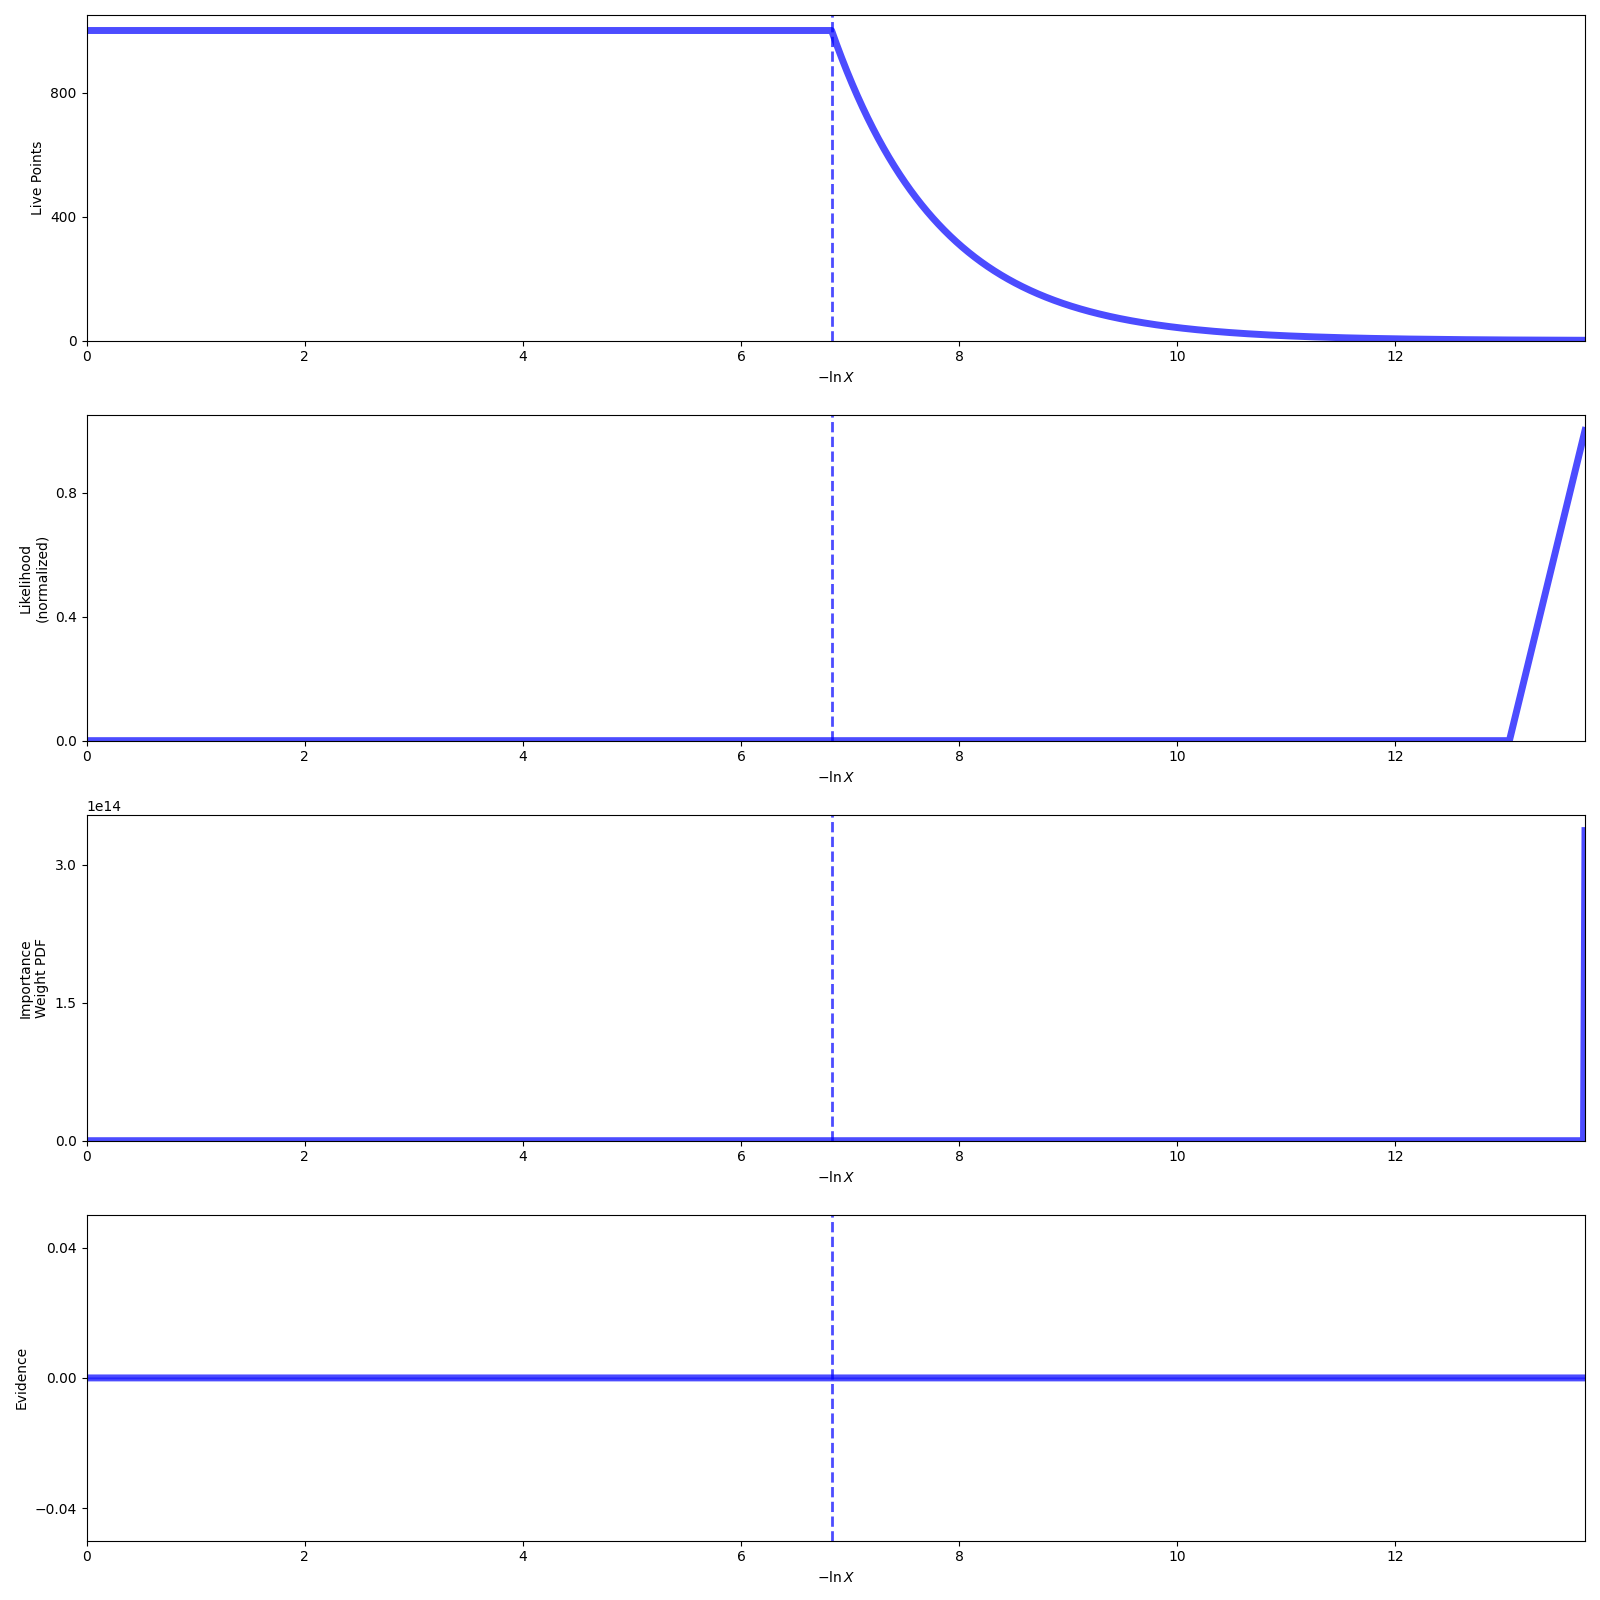 800
400
0
Live Points
0 2 4 6 8 10 12
−ln X
0.8
0.4
0.0
Likelihood
(normalized)
0 2 4 6 8 10 12
−ln X
1e14
3.0
1.5
0.0
Importance
Weight PDF
0 2 4 6 8 10 12
−ln X
0.04
0.00
−0.04
Evidence
0 2 4 6 8 10 12
−ln X